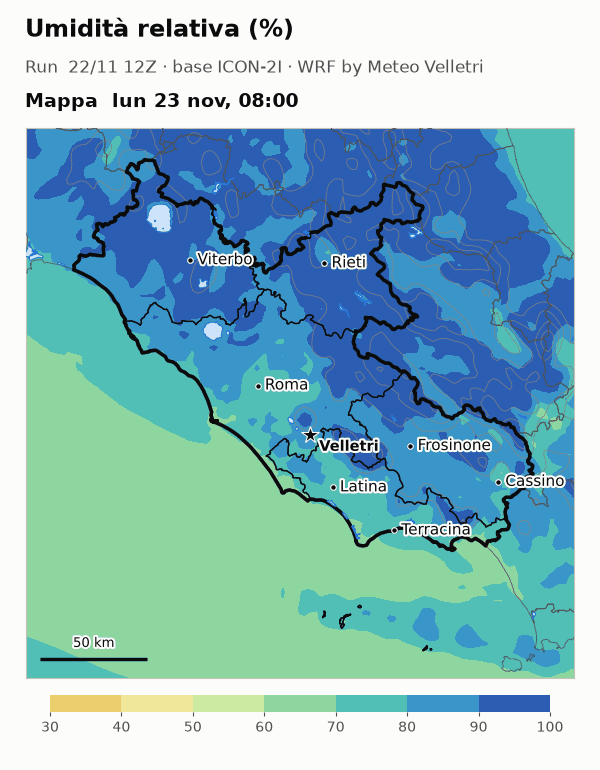 Umidità relativa (%)
Run  22/11 12Z · base ICON-2I · WRF by Meteo Velletri
Mappa  lun 23 nov, 08:00
Viterbo
Rieti
Roma
Velletri
Frosinone
Cassino
Latina
Terracina
50 km
30 40 50 60 70 80 90 100